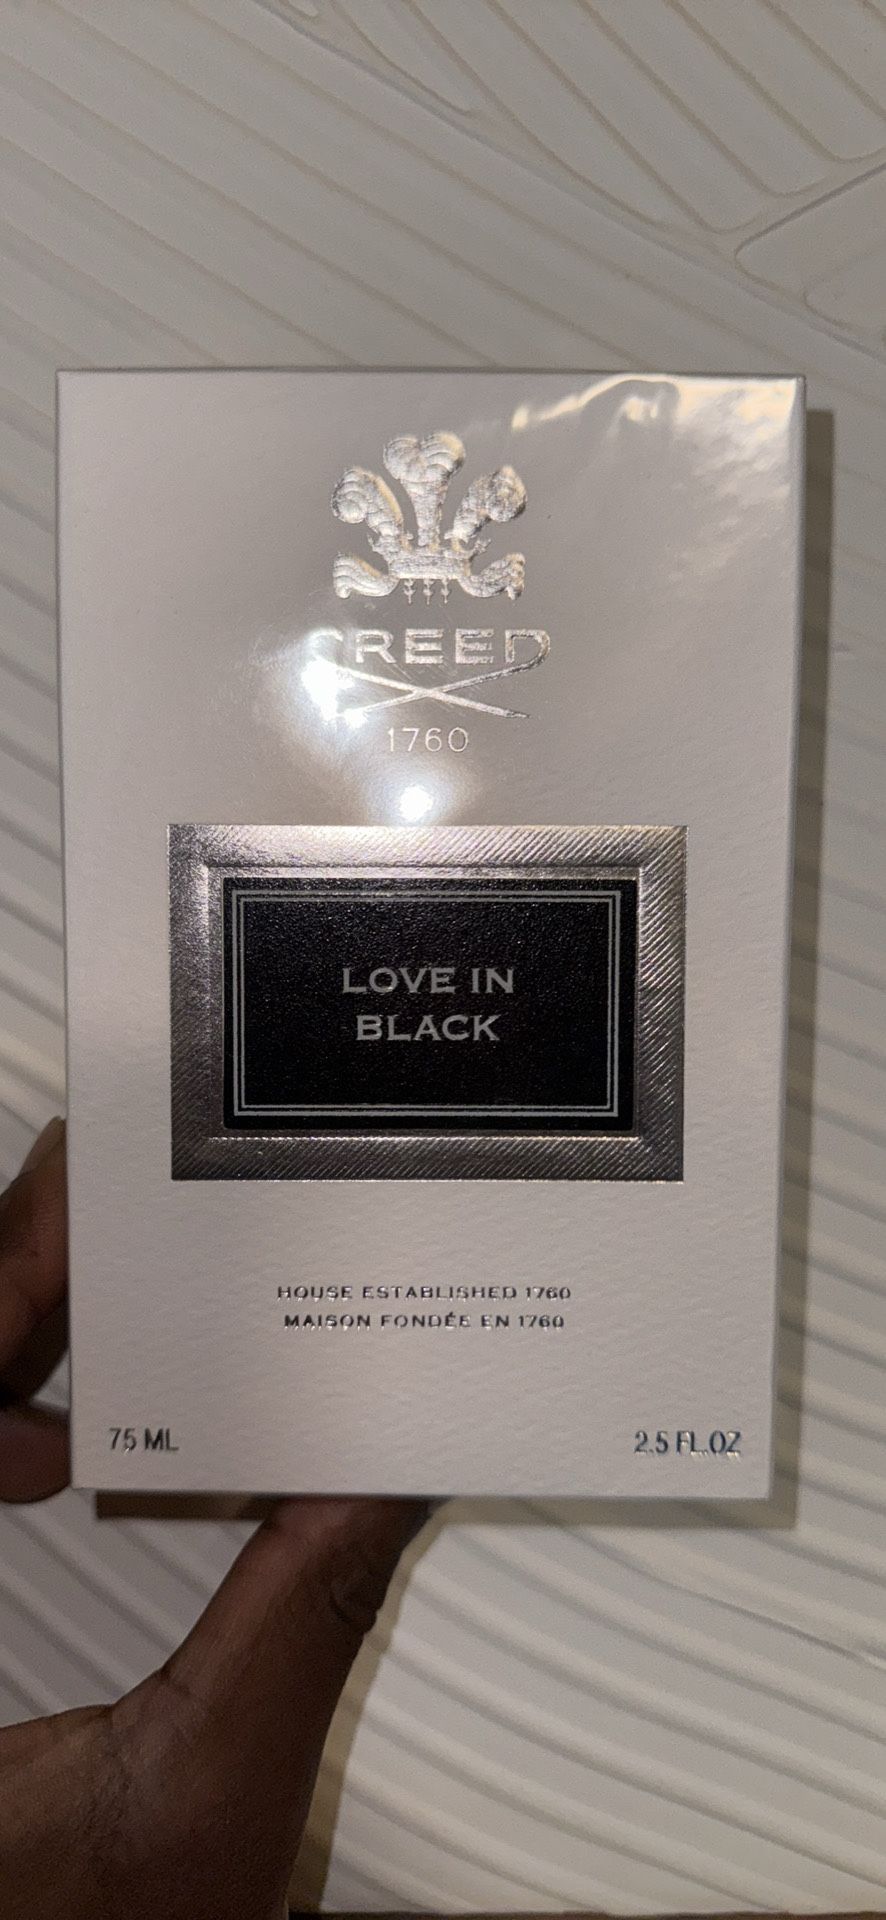 CREED
1760
LOVE IN
BLACK
HOUSE ESTABLISHED 1760
MAISON FONDÉE EN 1760
75 ML
2.5 FL.OZ